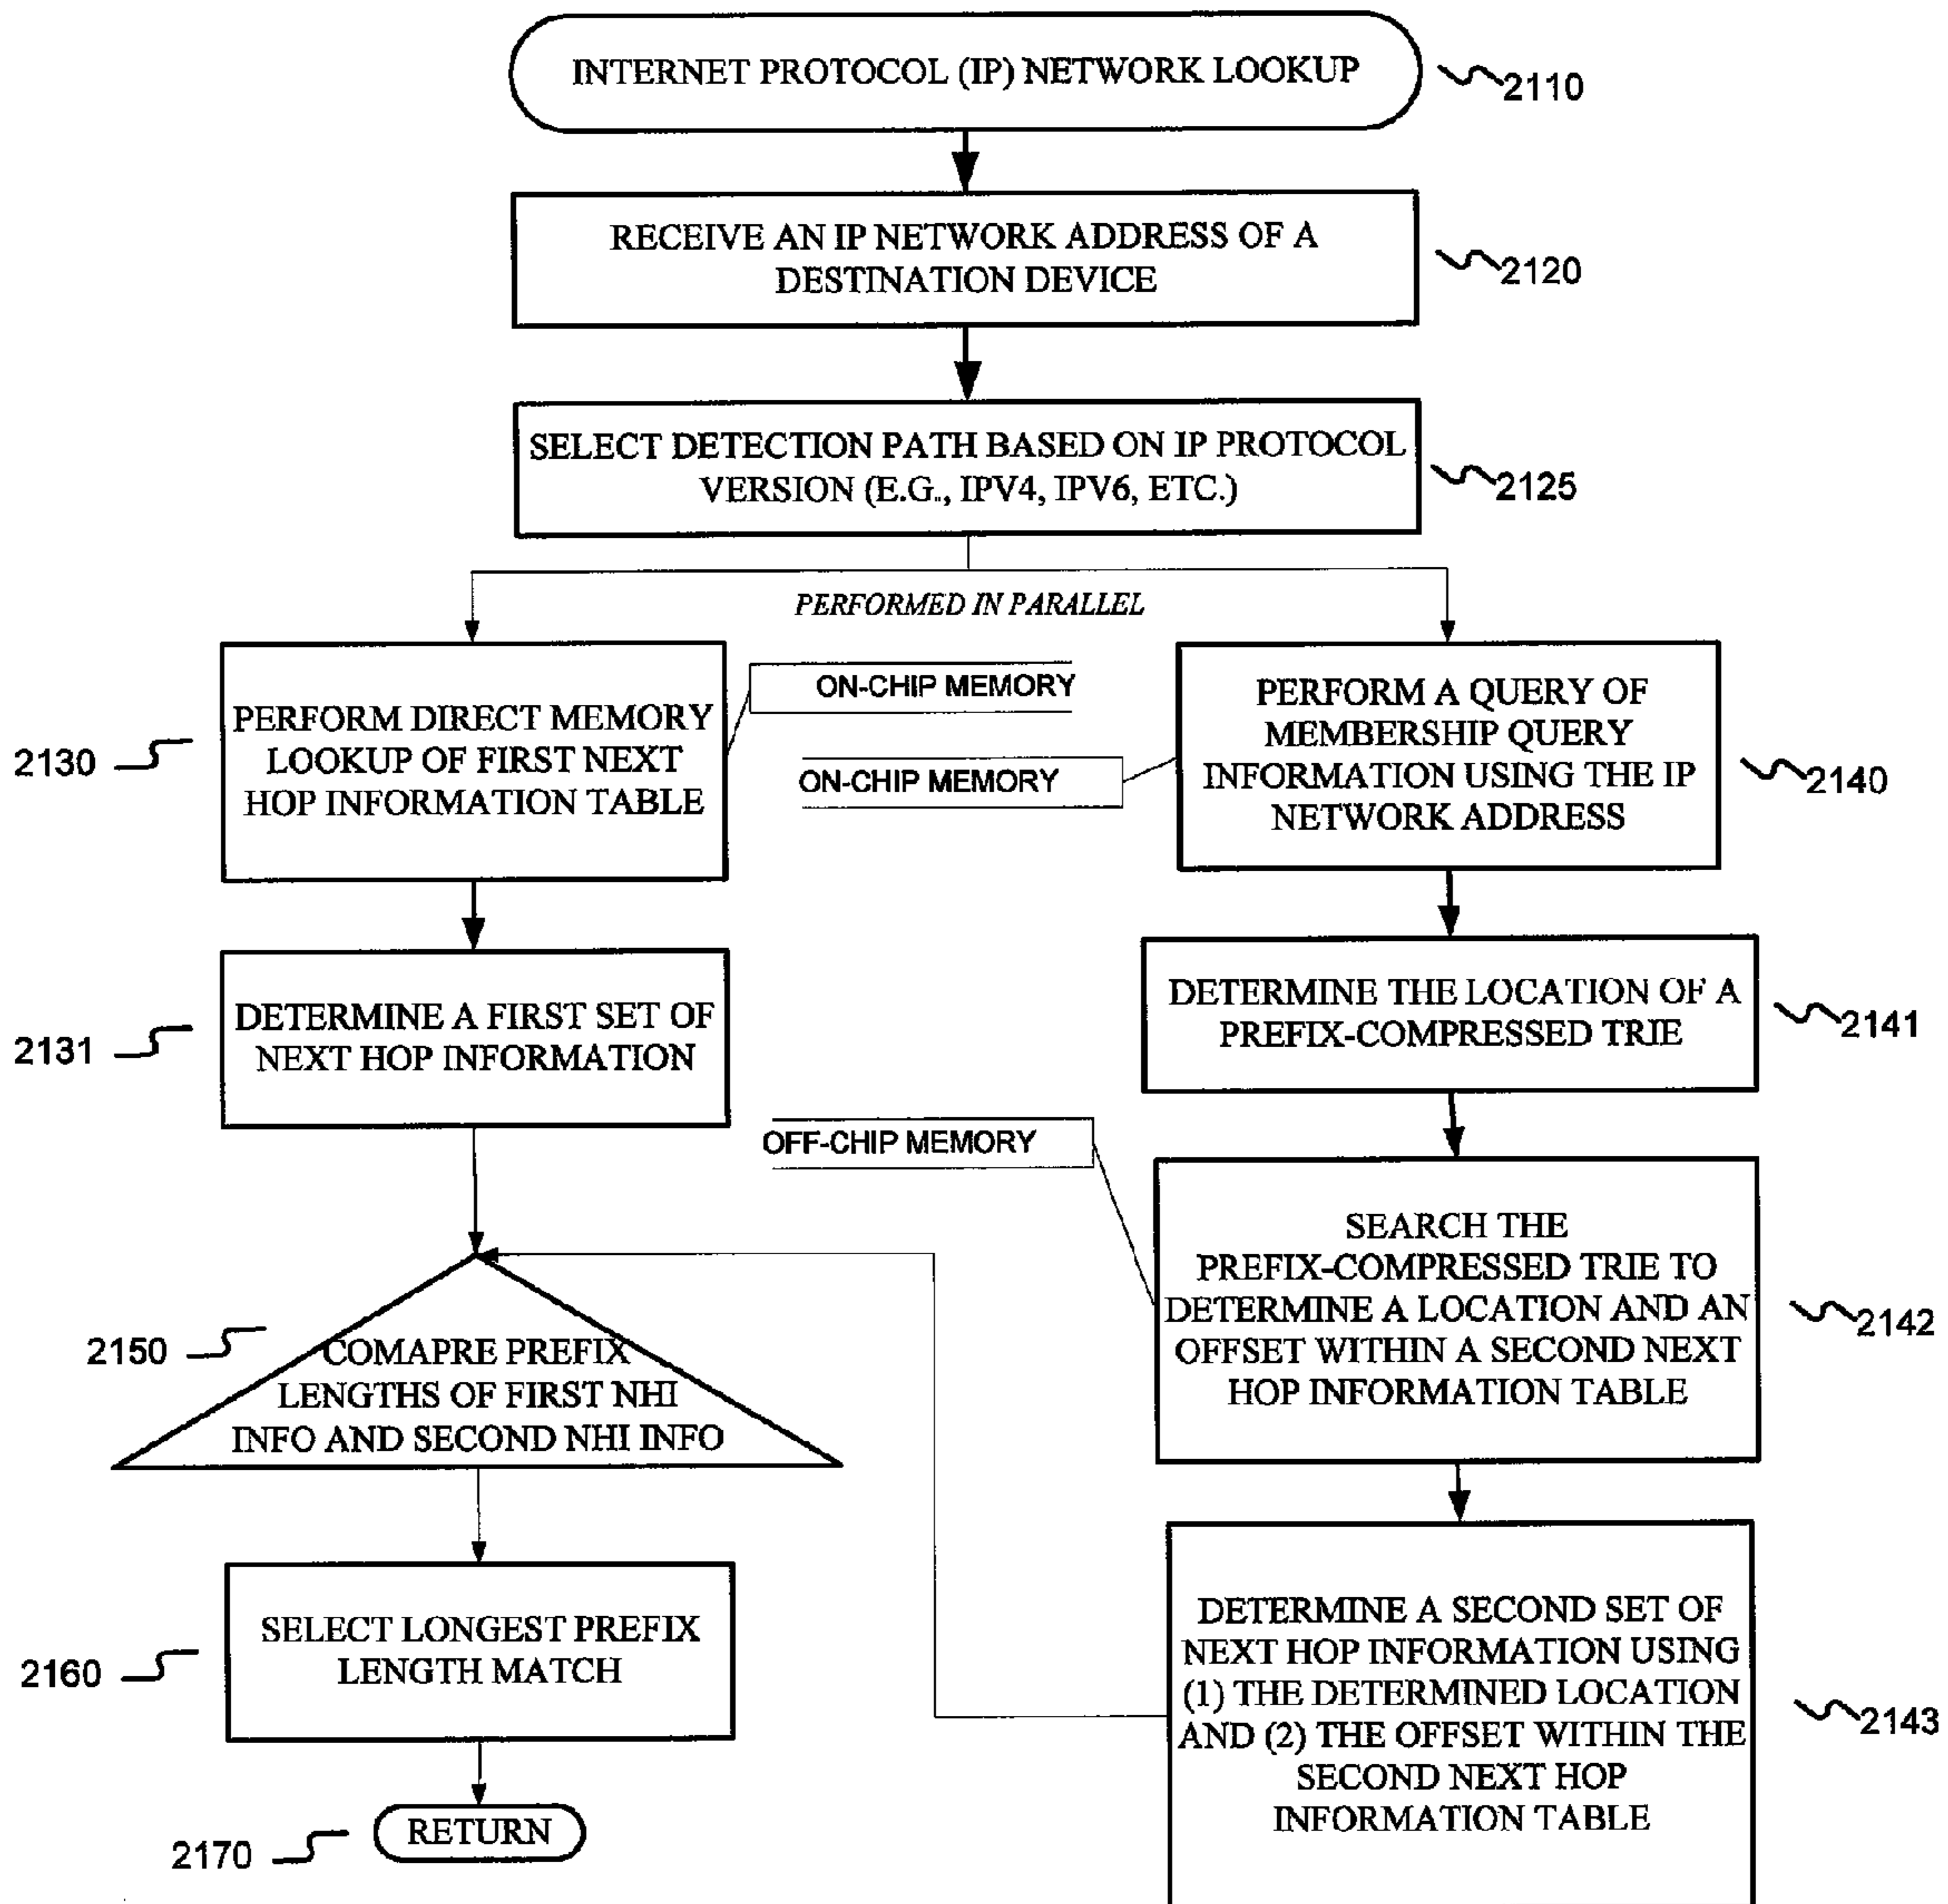 INTERNET PROTOCOL (IP) NETWORK LOOKUP
2110
RECEIVE AN IP NETWORK ADDRESS OF A
DESTINATION DEVICE
2120
SELECT DETECTION PATH BASED ON IP PROTOCOL
VERSION (E.G., IPV4, IPV6, ETC.)
2125
PERFORMED IN PARALLEL
ON-CHIP MEMORY
PERFORM DIRECT MEMORY
LOOKUP OF FIRST NEXT
HOP INFORMATION TABLE
2130
ON-CHIP MEMORY
PERFORM A QUERY OF
MEMBERSHIP QUERY
INFORMATION USING THE IP
NETWORK ADDRESS
2140
DETERMINE A FIRST SET OF
NEXT HOP INFORMATION
2131
DETERMINE THE LOCATION OF A
PREFIX-COMPRESSED TRIE
2141
OFF-CHIP MEMORY
SEARCH THE
PREFIX-COMPRESSED TRIE TO
DETERMINE A LOCATION AND AN
OFFSET WITHIN A SECOND NEXT
HOP INFORMATION TABLE
2142
2150
COMAPRE PREFIX
LENGTHS OF FIRST NHI
INFO AND SECOND NHI INFO
DETERMINE A SECOND SET OF
NEXT HOP INFORMATION USING
(1) THE DETERMINED LOCATION
AND (2) THE OFFSET WITHIN THE
SECOND NEXT HOP
INFORMATION TABLE
2143
SELECT LONGEST PREFIX
LENGTH MATCH
2160
RETURN
2170